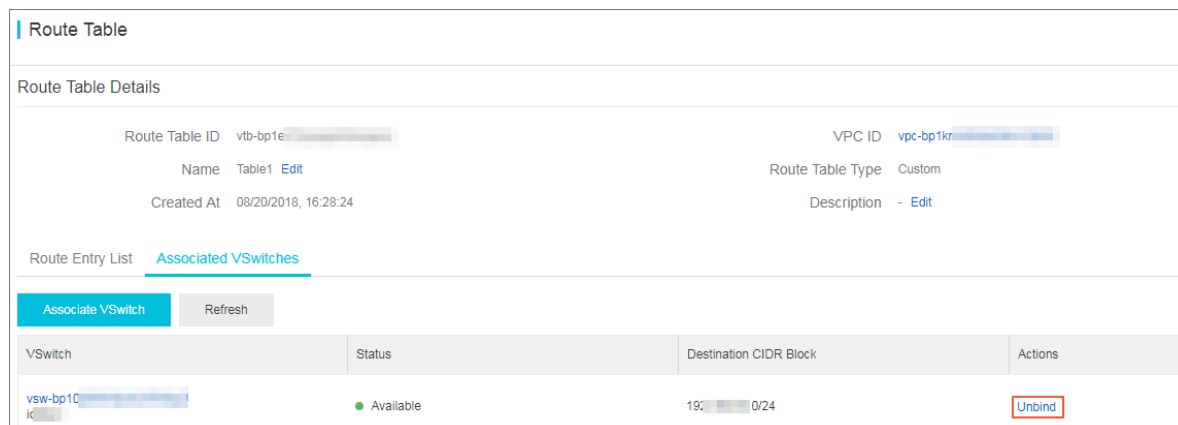 Route Table
Route Table Details
Route Table ID vtb-bp1e
VPC ID vpc-bp1kr
Name Table1 Edit
Route Table Type Custom
Created At 08/20/2018, 16:28:24
Description - Edit
Route Entry List Associated VSwitches
Associate VSwitch Refresh
VSwitch Status Destination CIDR Block Actions
vsw-bp10
Available 192 0/24 Unbind